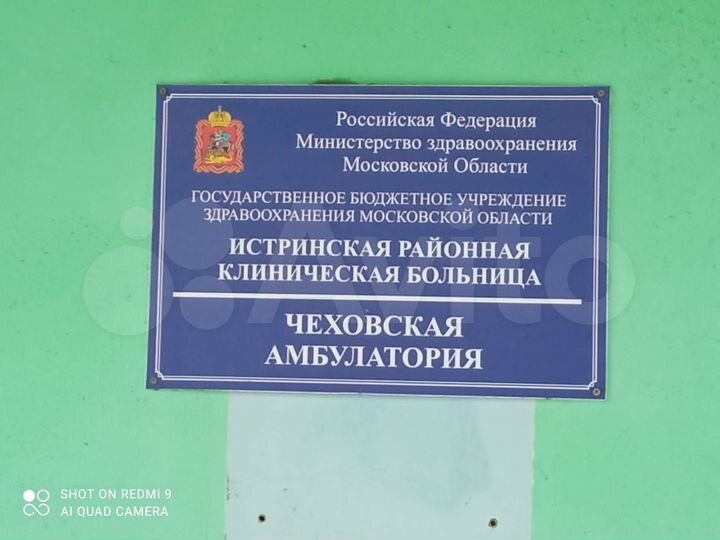 Российская Федерация
Министерство здравоохранения
Московской Области
ГОСУДАРСТВЕННОЕ БЮДЖЕТНОЕ УЧРЕЖДЕНИЕ
ЗДРАВООХРАНЕНИЯ МОСКОВСКОЙ ОБЛАСТИ
ИСТРИНСКАЯ РАЙОННАЯ
КЛИНИЧЕСКАЯ БОЛЬНИЦА
Avito
ЧЕХОВСКАЯ
АМБУЛАТОРИЯ
SHOT ON REDMI 9
AI QUAD CAMERA